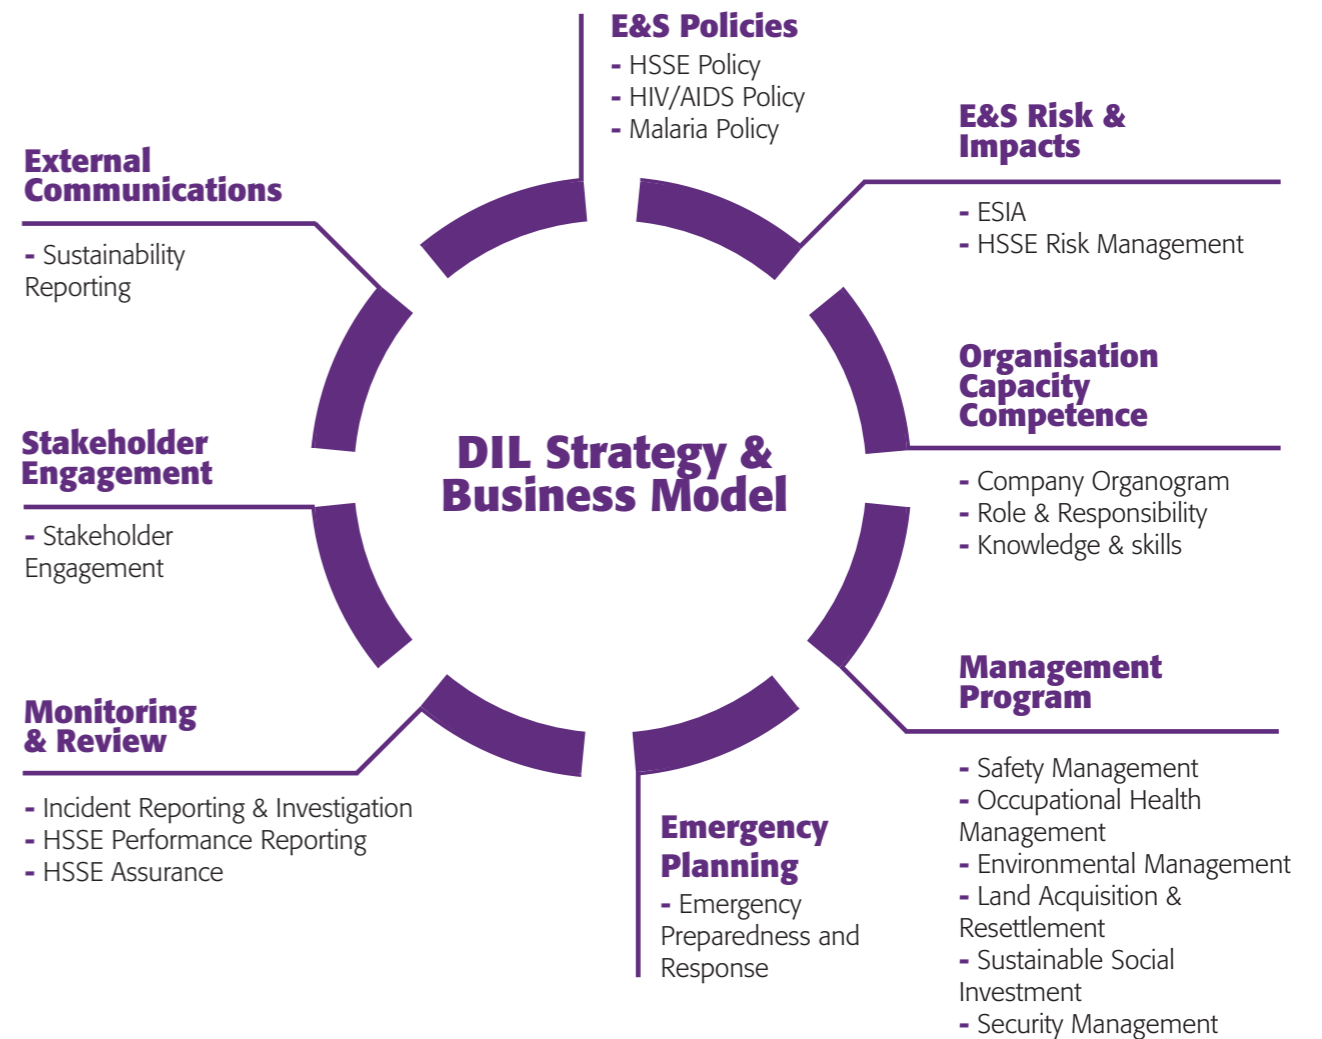 E&S Policies
- HSSE Policy
- HIV/AIDS Policy
- Malaria Policy
E&S Risk &
Impacts
- ESIA
- HSSE Risk Management
Organisation
Capacity
Competence
- Company Organogram
- Role & Responsibility
- Knowledge & skills
Management
Program
- Safety Management
- Occupational Health
Management
- Environmental Management
- Land Acquisition &
Resettlement
- Sustainable Social
Investment
- Security Management
Emergency
Planning
- Emergency
Preparedness and
Response
Monitoring
& Review
- Incident Reporting & Investigation
- HSSE Performance Reporting
- HSSE Assurance
Stakeholder
Engagement
- Stakeholder
Engagement
External
Communications
- Sustainability
Reporting
DIL Strategy &
Business Model